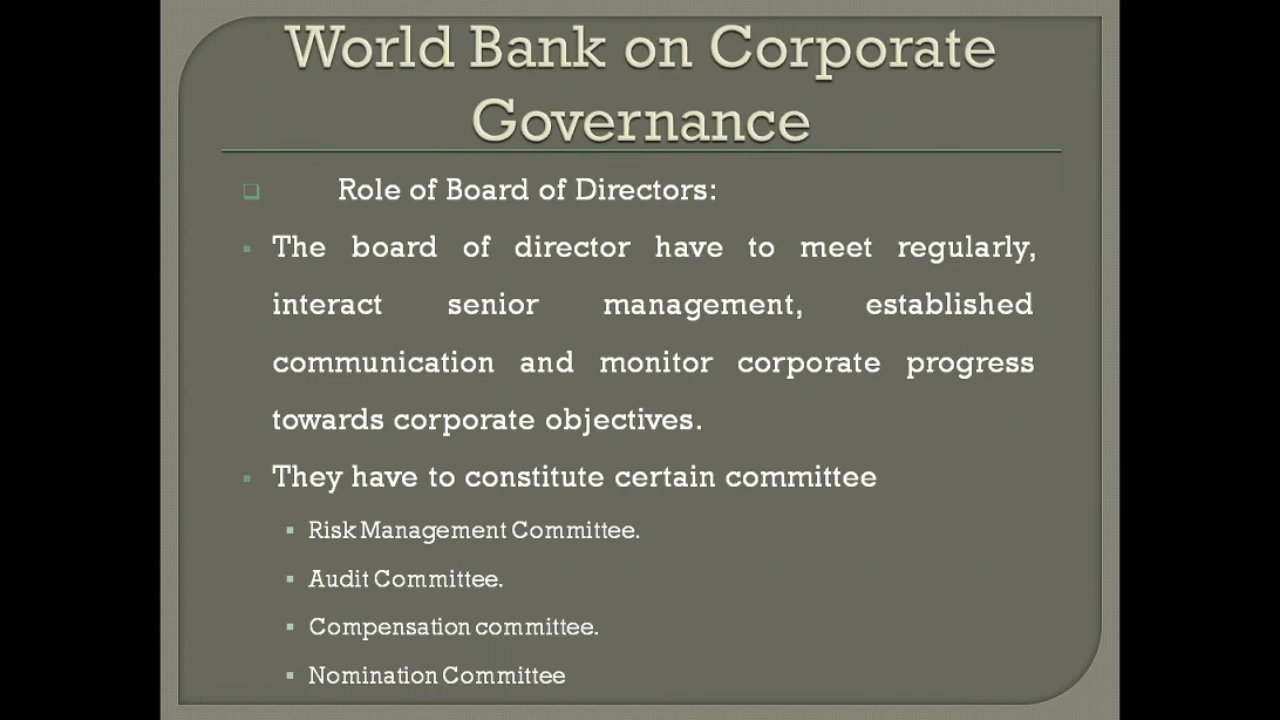 World Bank on Corporate
Governance
Role of Board of Directors:
The board of director have to meet regularly,
interact senior management, established
communication and monitor corporate progress
towards corporate objectives.
They have to constitute certain committee
Risk Management Committee.
Audit Committee.
Compensation committee.
Nomination Committee